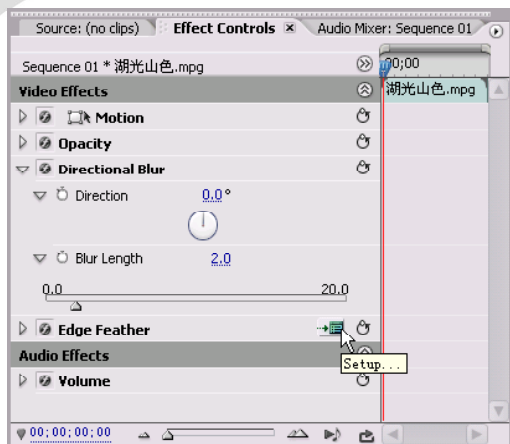 Source: (no clips) Effect Controls Audio Mixer: Sequence 01
Sequence 01 * 湖光山色.mpg 00;00
Video Effects 湖光山色.mpg
Motion
Opacity
Directional Blur
Direction 0.0°
Blur Length 2.0
0.0 20.0
Edge Feather
Audio Effects
Setup...
Volume
00;00;00;00